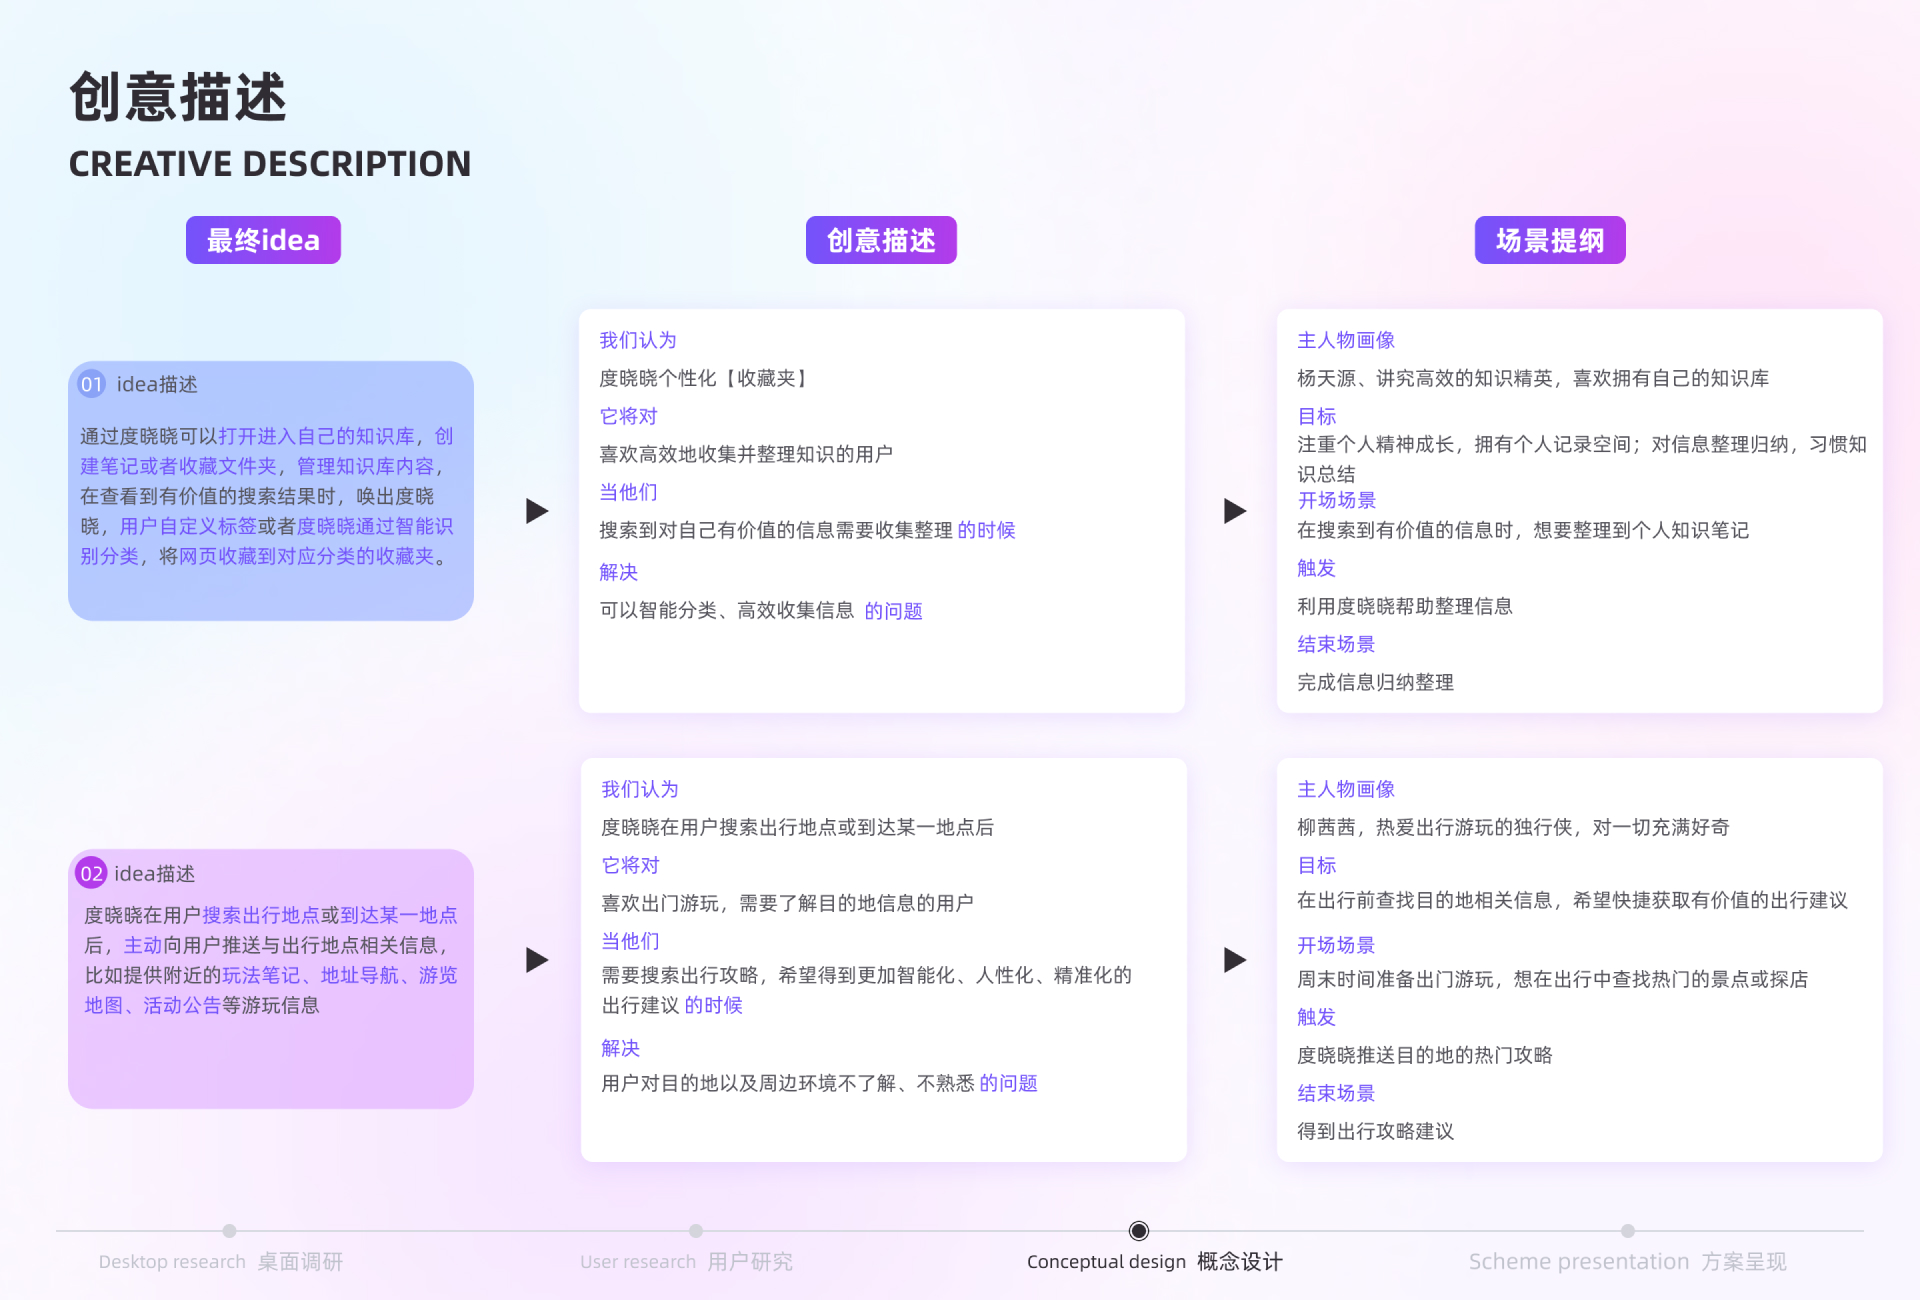 创意描述
CREATIVE DESCRIPTION
最终idea
创意描述
场景提纲
01 idea描述
通过度晓晓可以打开进入自己的知识库，创
建笔记或者收藏文件夹，管理知识库内容，
在查看到有价值的搜索结果时，唤出度晓
晓，用户自定义标签或者度晓晓通过智能识
别分类，将网页收藏到对应分类的收藏夹。
我们认为
度晓晓个性化【收藏夹】
它将对
喜欢高效地收集并整理知识的用户
当他们
搜索到对自己有价值的信息需要收集整理 的时候
解决
可以智能分类、高效收集信息 的问题
主人物画像
杨天源、讲究高效的知识精英，喜欢拥有自己的知识库
目标
注重个人精神成长，拥有个人记录空间；对信息整理归纳，习惯知
识总结
开场场景
在搜索到有价值的信息时，想要整理到个人知识笔记
触发
利用度晓晓帮助整理信息
结束场景
完成信息归纳整理
02 idea描述
度晓晓在用户搜索出行地点或到达某一地点
后，主动向用户推送与出行地点相关信息，
比如提供附近的玩法笔记、地址导航、游览
地图、活动公告等游玩信息
我们认为
度晓晓在用户搜索出行地点或到达某一地点后
它将对
喜欢出门游玩，需要了解目的地信息的用户
当他们
需要搜索出行攻略，希望得到更加智能化、人性化、精准化的
出行建议 的时候
解决
用户对目的地以及周边环境不了解、不熟悉 的问题
主人物画像
柳茜茜，热爱出行游玩的独行侠，对一切充满好奇
目标
在出行前查找目的地相关信息，希望快捷获取有价值的出行建议
开场场景
周末时间准备出门游玩，想在出行中查找热门的景点或探店
触发
度晓晓推送目的地的热门攻略
结束场景
得到出行攻略建议
Desktop research 桌面调研
User research 用户研究
Conceptual design 概念设计
Scheme presentation 方案呈现